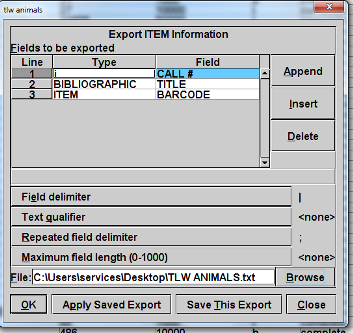 tlw animals
Export ITEM Information
Fields to be exported
Line Type Field
1 i CALL #
2 BIBLIOGRAPHIC TITLE
3 ITEM BARCODE
Append
Insert
Delete
Field delimiter |
Text qualifier <none>
Repeated field delimiter ;
Maximum field length (0-1000) <none>
File: C:\Users\services\Desktop\TLW ANIMALS.txt Browse
OK Apply Saved Export Save This Export Close
486 10000 b complete